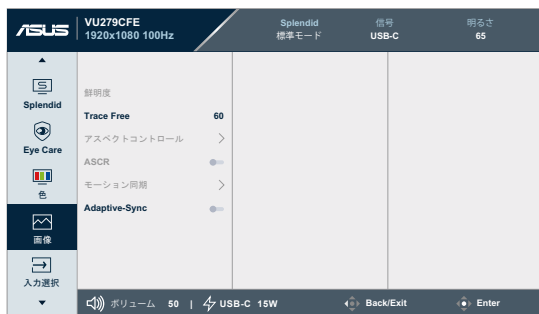 ASUS
VU279CFE
1920x1080 100Hz
Splendid
標準モード
信号
USB-C
明るさ
65
Splendid
Eye Care
色
画像
入力選択
鮮明度
Trace Free 60
アスペクトコントロール
ASCR
モーション同期
Adaptive-Sync
ボリューム 50 | USB-C 15W
Back/Exit
Enter